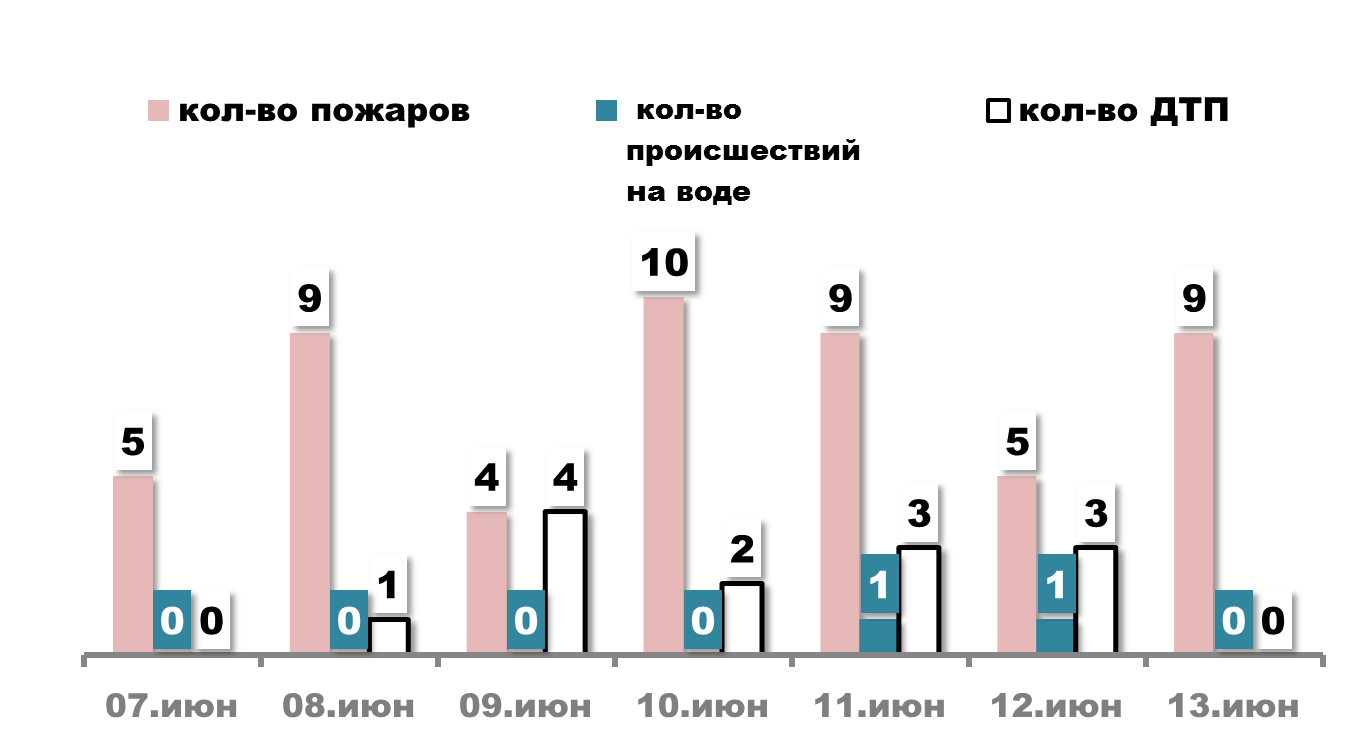 кол-во пожаров
кол-во
происшествий
на воде
кол-во ДТП
5 0 0
9 0 1
4 0 4
10 0 2
9 1 3
5 1 3
9 0 0
07.июн 08.июн 09.июн 10.июн 11.июн 12.июн 13.июн